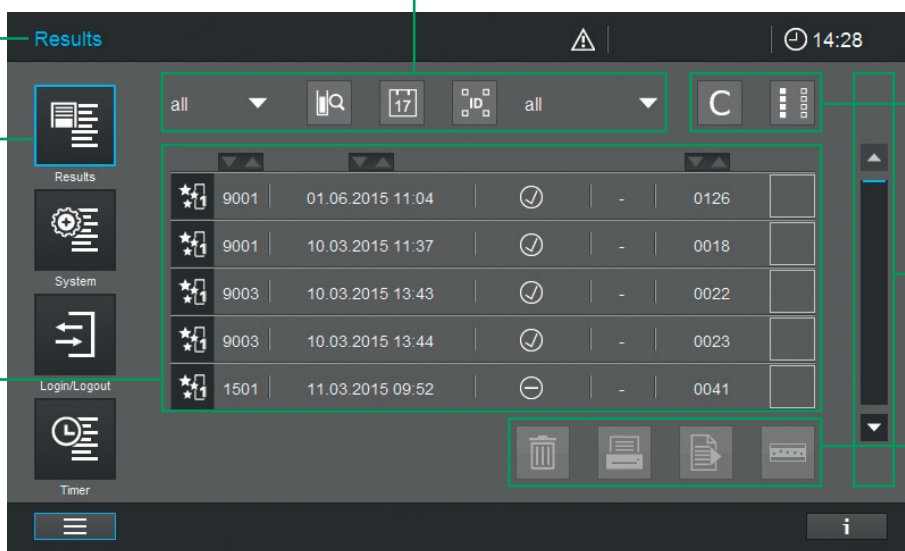 Results 14:28
all 17 ID all C
Results
9001 01.06.2015 11:04 - 0126
9001 10.03.2015 11:37 - 0018
System
9003 10.03.2015 13:43 - 0022
9003 10.03.2015 13:44 - 0023
Login/Logout
1501 11.03.2015 09:52 - 0041
Timer
i